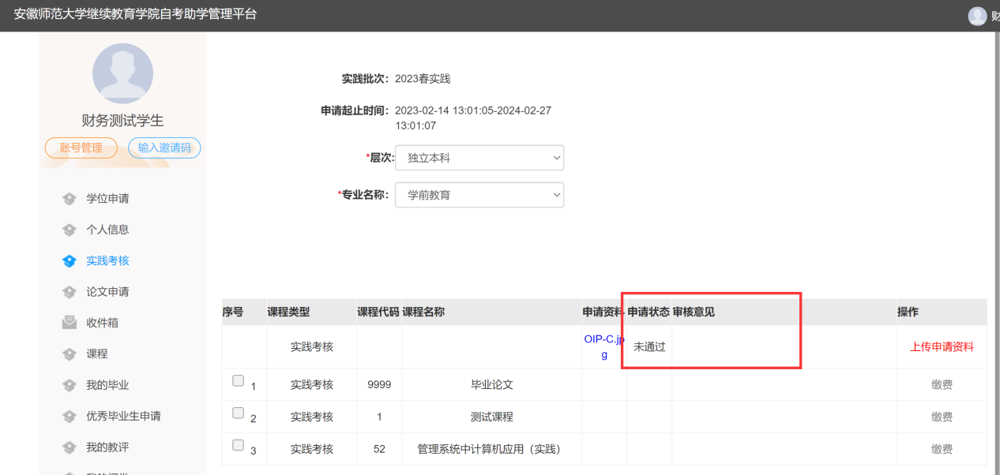 安徽师范大学继续教育学院自考助学管理平台
财务测试学生
账号管理 输入邀请码
学位申请
个人信息
实践考核
论文申请
收件箱
课程
我的毕业
优秀毕业生申请
我的教评
实践批次：2023春实践
申请起止时间：2023-02-14 13:01:05-2024-02-27
13:01:07
*层次: 独立本科
*专业名称： 学前教育
序号 课程类型 课程代码 课程名称 申请资料 申请状态 审核意见 操作
实践考核 OIP-C.jp
g 未通过 上传申请资料
1 实践考核 9999 毕业论文 缴费
2 实践考核 1 测试课程 缴费
3 实践考核 52 管理系统中计算机应用（实践） 缴费